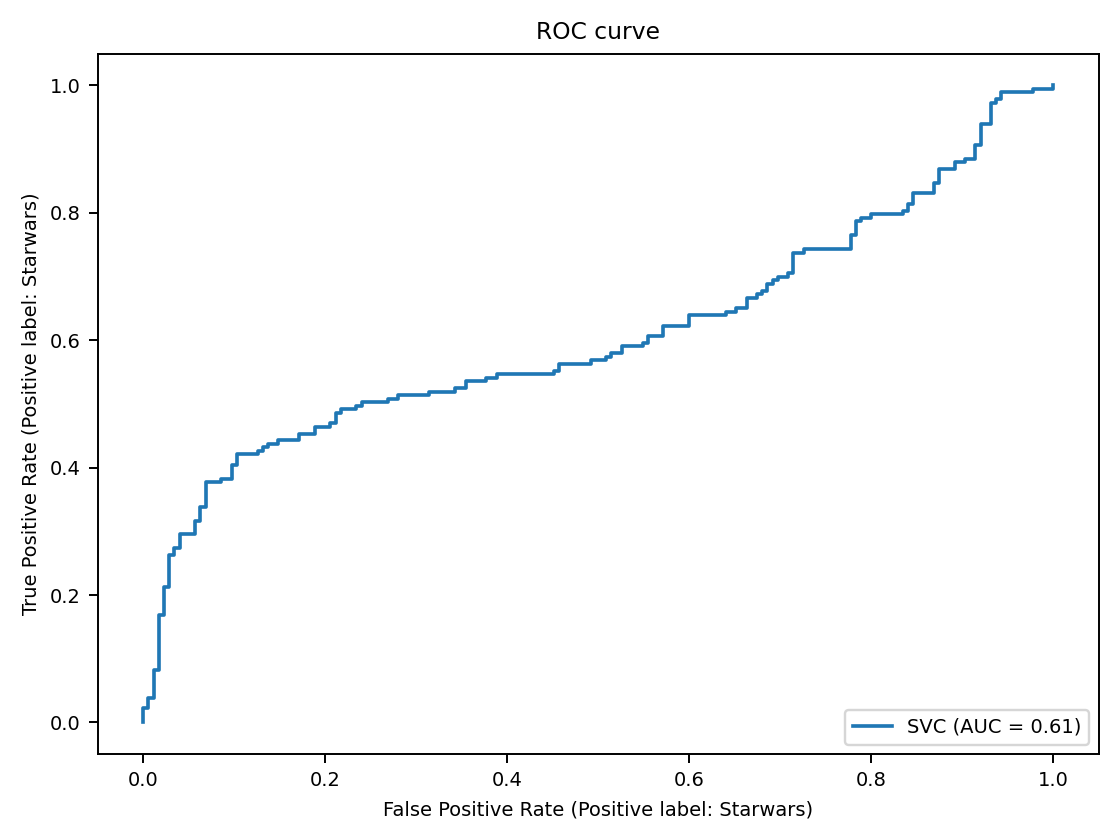 ROC curve
True Positive Rate (Positive label: Starwars)
1.0
0.8
0.6
0.4
0.2
0.0
SVC (AUC = 0.61)
0.0 0.2 0.4 0.6 0.8 1.0
False Positive Rate (Positive label: Starwars)